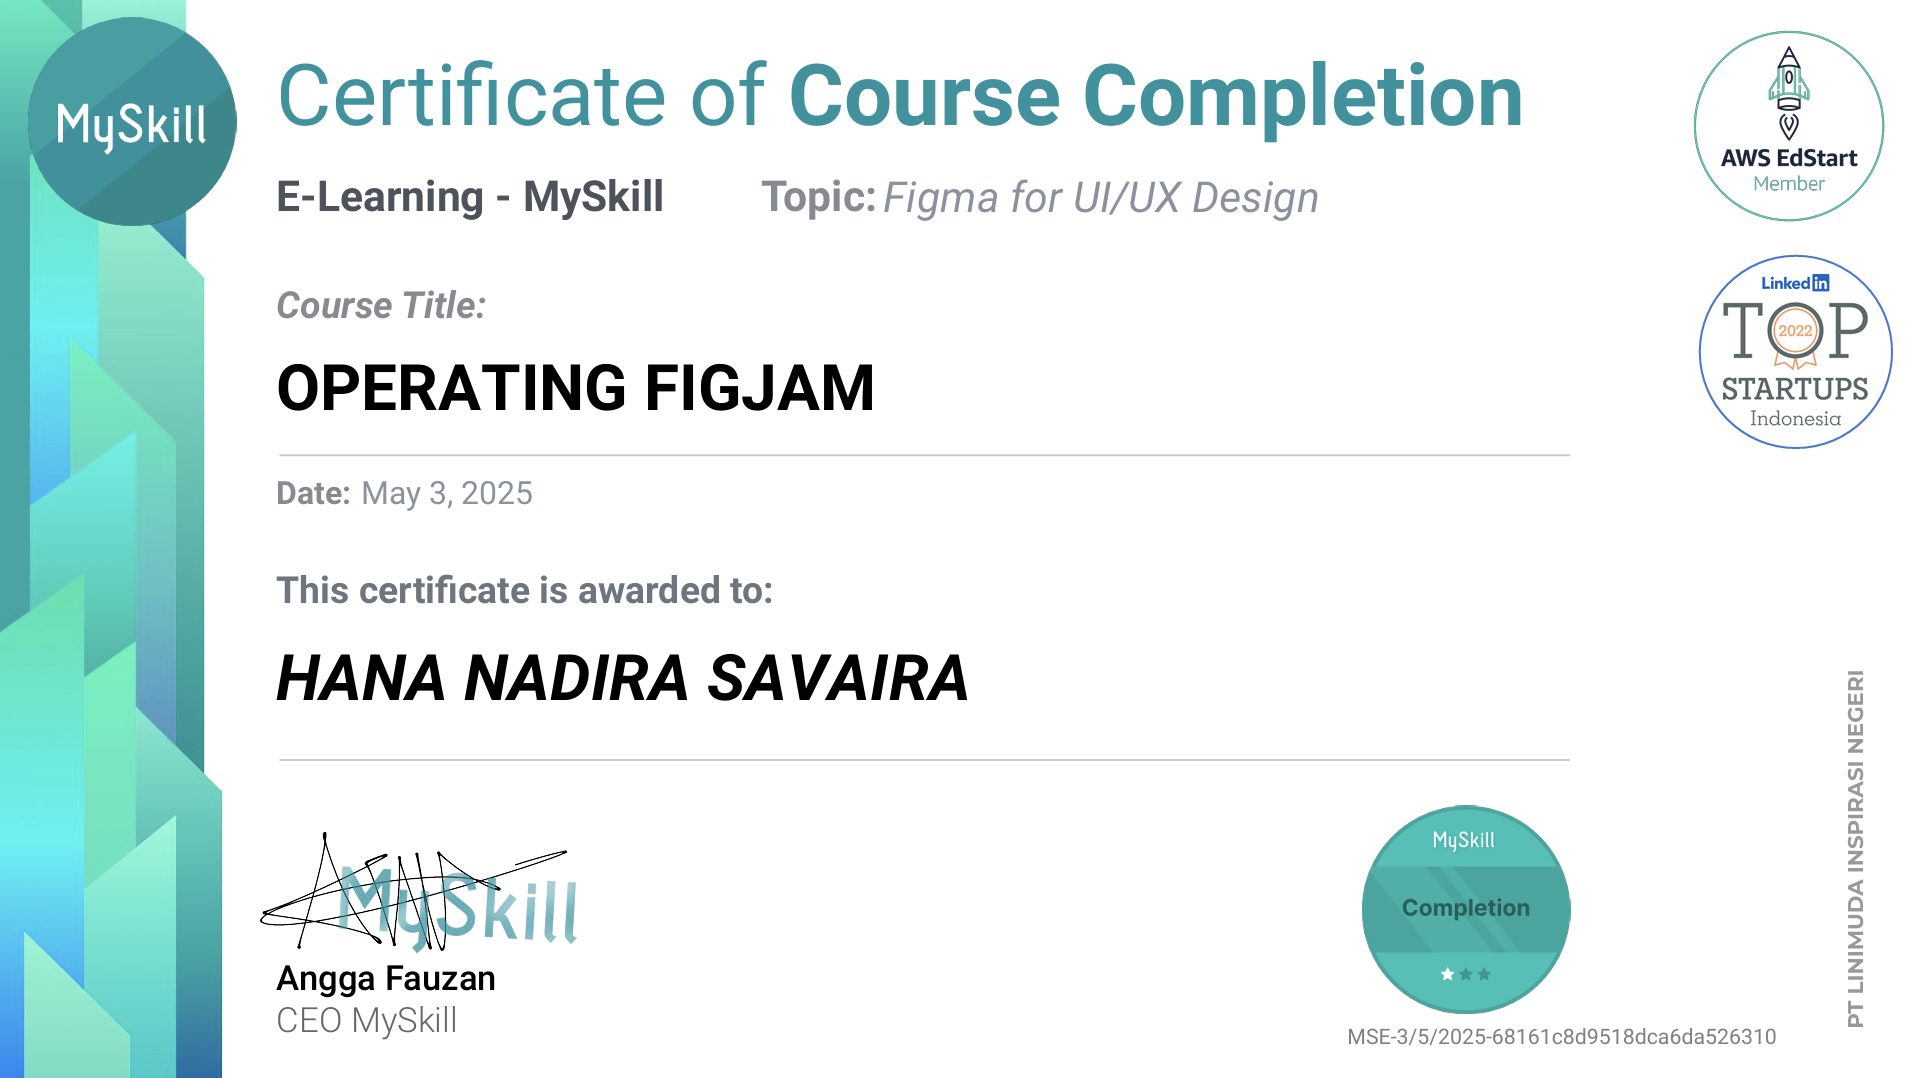 MySkill
Certificate of Course Completion
E-Learning - MySkill
Topic: Figma for UI/UX Design
AWS EdStart
Member
Linked in
TOP
2022
STARTUPS
Indonesia
Course Title:
OPERATING FIGJAM
Date: May 3, 2025
This certificate is awarded to:
HANA NADIRA SAVAIRA
MySkill
Angga Fauzan
CEO MySkill
MySkill
Completion
MSE-3/5/2025-68161c8d9518dca6da526310
PT LINIMUDA INSPIRASI NEGERI